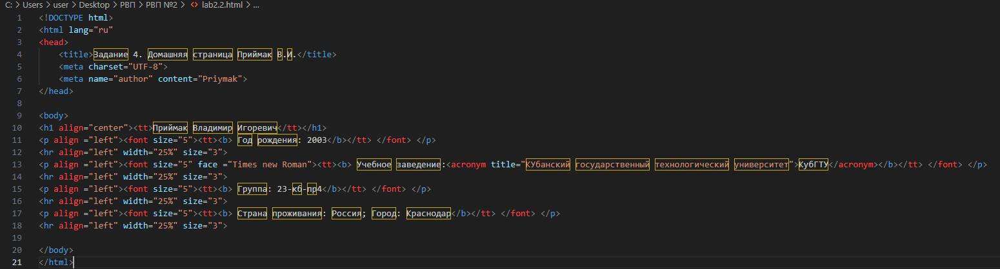 C: > Users > user > Desktop > РВП > РВП №2 > <> lab2.2.html > ...
1 <!DOCTYPE html>
2 <html lang="ru"
3 <head>
4 <title>Задание 4. Домашняя страница Приймак В.И.</title>
5 <meta charset="UTF-8">
6 <meta name="author" content="Priymak">
7 </head>
8
9 <body>
10 <h1 align="center"><tt>Приймак Владимир Игоревич</tt></h1>
11 <p align ="left"><font size="5"><tt><b> Год рождения: 2003</b></tt> </font> </p>
12 <hr align="left" width="25%" size="3">
13 <p align ="left"><font size="5" face ="Times new Roman"><tt><b> Учебное заведение:<acronym title="КУбанский государственный технологический университет">КубГТУ</acronym></b></tt> </font> </p>
14 <hr align="left" width="25%" size="3">
15 <p align ="left"><font size="5"><tt><b> Группа: 23-кб-пр4</b></tt> </font> </p>
16 <hr align="left" width="25%" size="3">
17 <p align ="left"><font size="5"><tt><b> Страна проживания: Россия; Город: Краснодар</b></tt> </font> </p>
18 <hr align="left" width="25%" size="3">
19
20 </body>
21 </html>